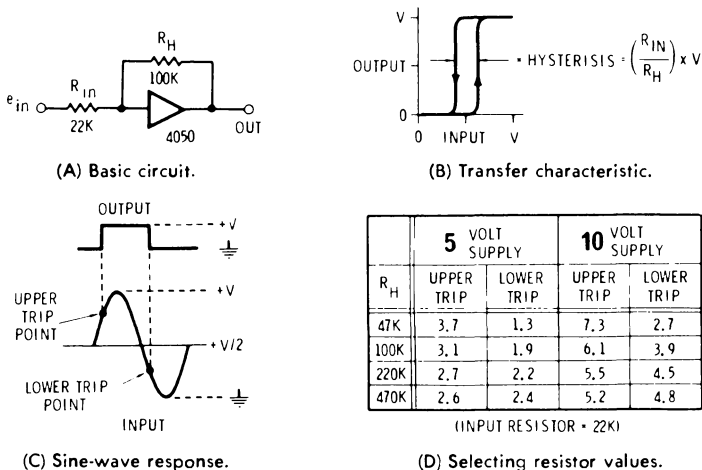 R_H
100K
R_in
e_in
22K
4050
OUT
(A) Basic circuit.
V
OUTPUT
0
0 INPUT V
• HYSTERISIS = (R_IN / R_H) x V
(B) Transfer characteristic.
OUTPUT
+V
+V
UPPER
TRIP
POINT
+V/2
LOWER TRIP
POINT
INPUT
(C) Sine-wave response.
5 VOLT SUPPLY 10 VOLT SUPPLY
R_H UPPER TRIP LOWER TRIP UPPER TRIP LOWER TRIP
47K 3.7 1.3 7.3 2.7
100K 3.1 1.9 6.1 3.9
220K 2.7 2.2 5.5 4.5
470K 2.6 2.4 5.2 4.8
(INPUT RESISTOR = 22K)
(D) Selecting resistor values.